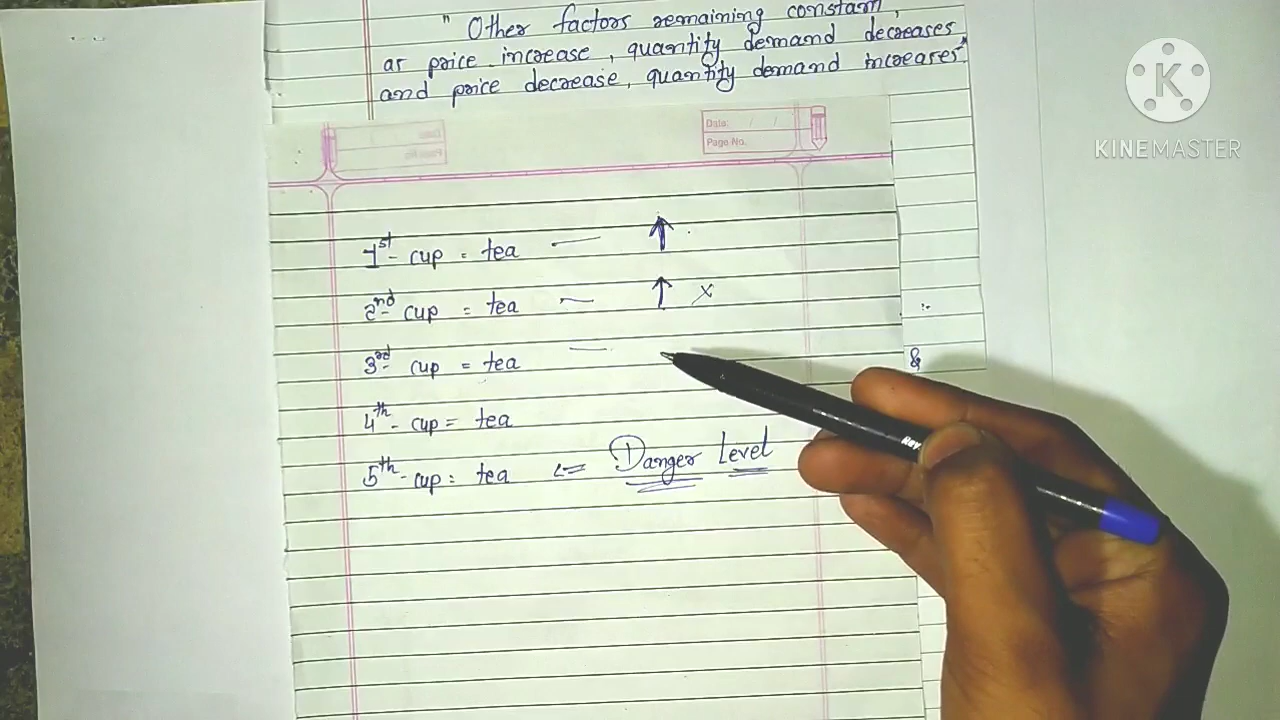 " Other factors remaining constant,
as price increase, quantity demand decreases
and price decrease, quantity demand increases"
Date: / /
Page No.
K
KINEMASTER
1st - cup = tea — ↑
2nd cup = tea — ↑ x
3rd - cup = tea —
&
4th - cup = tea
5th - cup = tea <= Danger Level